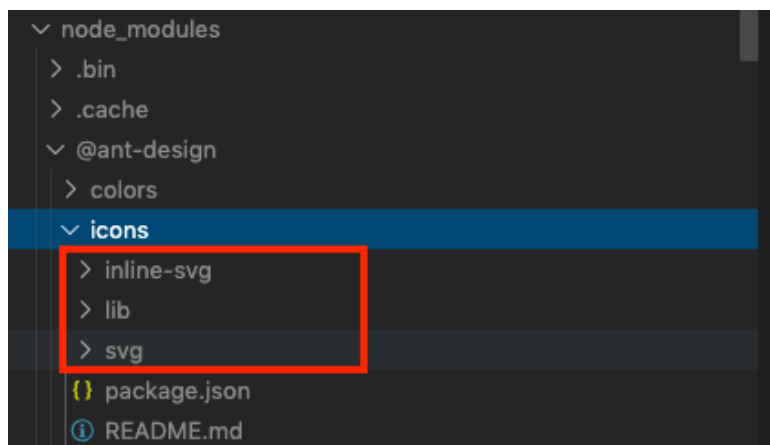 node_modules
.bin
.cache
@ant-design
colors
icons
inline-svg
lib
svg
{} package.json
README.md